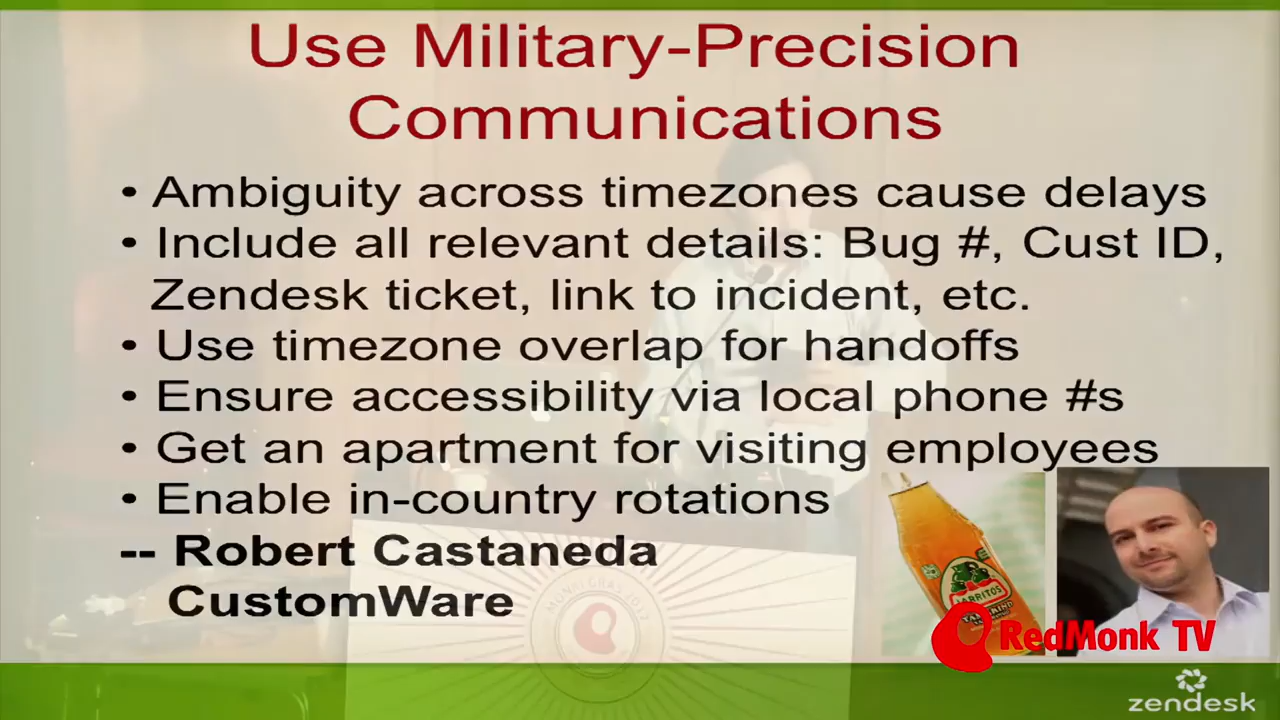 Use Military-Precision
Communications
• Ambiguity across timezones cause delays
• Include all relevant details: Bug #, Cust ID,
Zendesk ticket, link to incident, etc.
• Use timezone overlap for handoffs
• Ensure accessibility via local phone #s
• Get an apartment for visiting employees
• Enable in-country rotations
-- Robert Castaneda
CustomWare
JARRITOS
RedMonk TV
zendesk